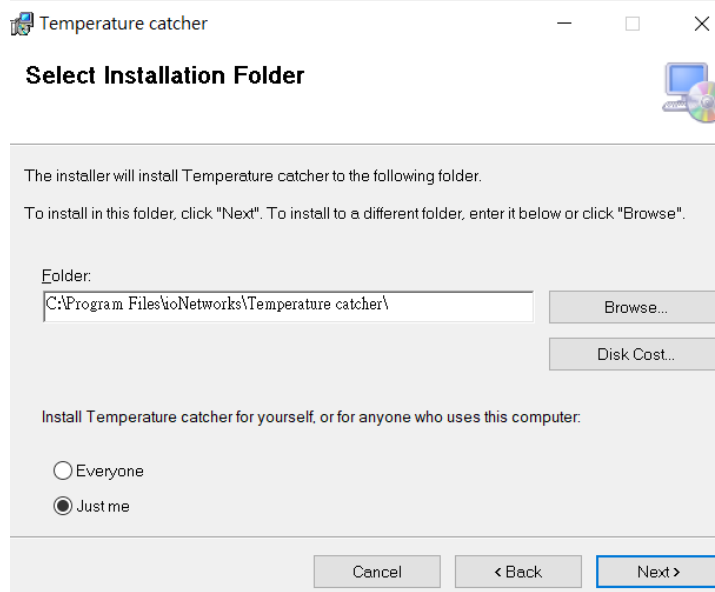 Temperature catcher
Select Installation Folder
The installer will install Temperature catcher to the following folder.
To install in this folder, click "Next". To install to a different folder, enter it below or click "Browse".
Folder:
C:\Program Files\ioNetworks\Temperature catcher\
Browse...
Disk Cost...
Install Temperature catcher for yourself, or for anyone who uses this computer:
Everyone
Just me
Cancel
< Back
Next >